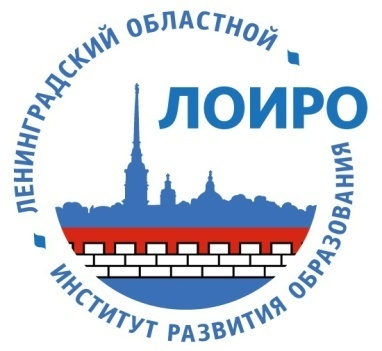 ЛЕНИНГРАДСКИЙ ОБЛАСТНОЙ
ЛОИРО
ИНСТИТУТ РАЗВИТИЯ ОБРАЗОВАНИЯ